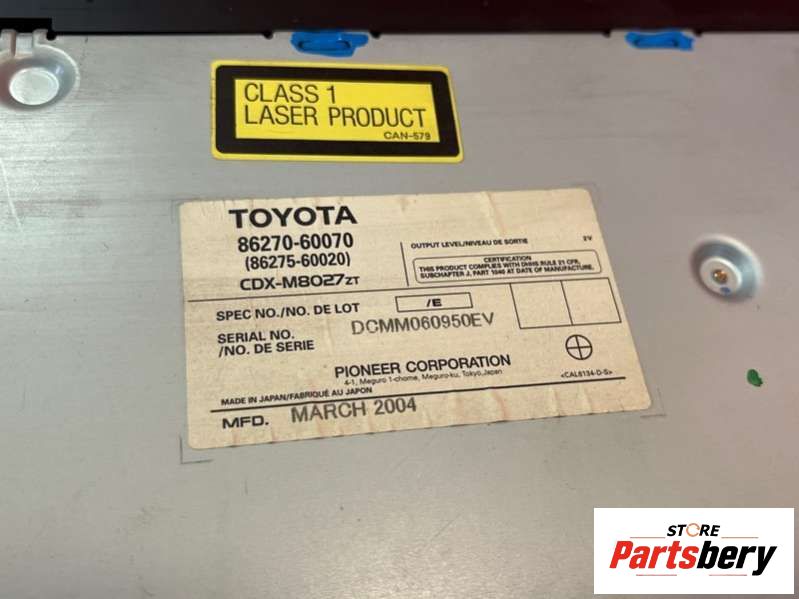 CLASS 1
LASER PRODUCT
CAN-579
TOYOTA
86270-60070
(86275-60020)
CDX-M8027ZT
OUTPUT LEVEL/NIVEAU DE SORTIE 2V
CERTIFICATION
THIS PRODUCT COMPLIES WITH DHHS RULE 21 CFR,
SUBCHAPTER J, PART 1040 AT DATE OF MANUFACTURE.
SPEC NO./NO. DE LOT /E
SERIAL NO.
/NO. DE SERIE DCMM060950EV
PIONEER CORPORATION
4-1, Meguro 1-chome, Meguro-ku, Tokyo, Japan
MADE IN JAPAN/FABRIQUÉ AU JAPON
<CAL8134-D-S>
MFD. MARCH 2004
STORE
Partsbery